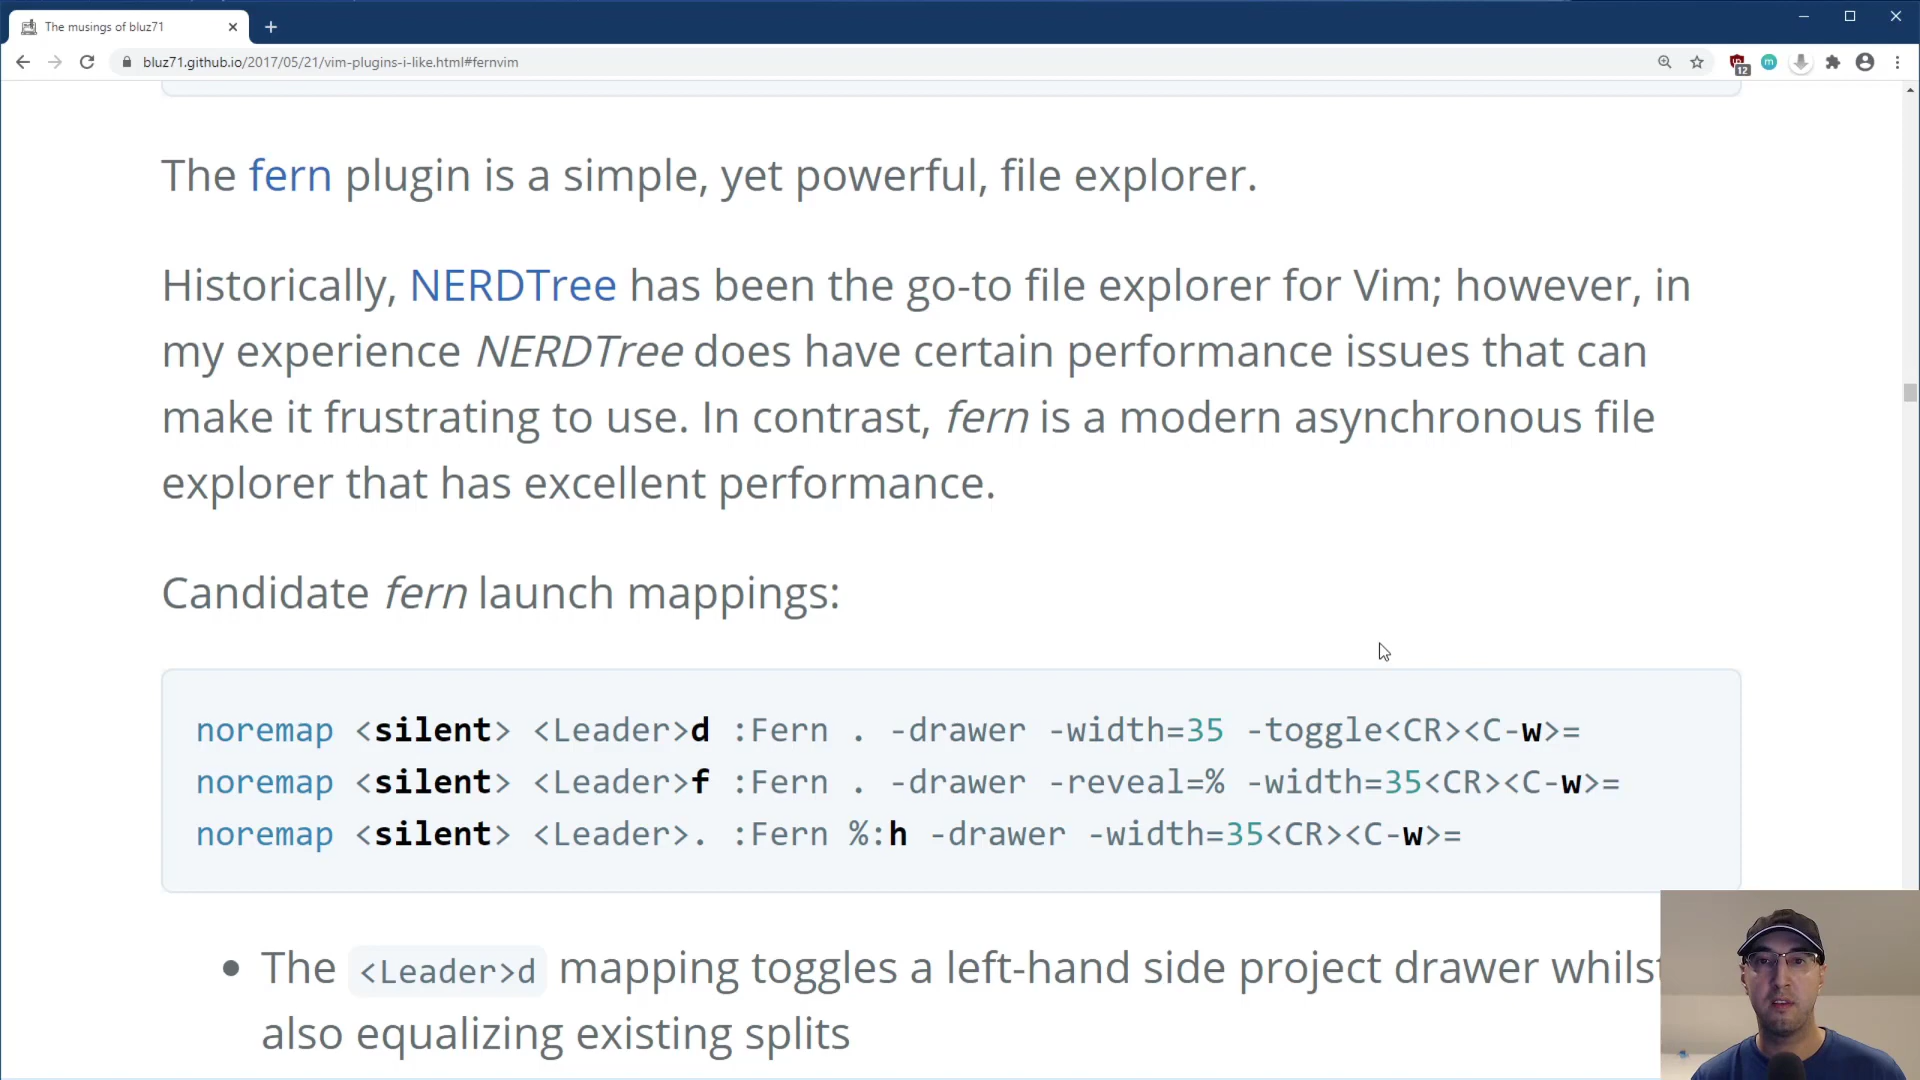 The musings of bluz71
bluz71.github.io/2017/05/21/vim-plugins-i-like.html#fernvim
12
m
The fern plugin is a simple, yet powerful, file explorer.
Historically, NERDTree has been the go-to file explorer for Vim; however, in
my experience NERDTree does have certain performance issues that can
make it frustrating to use. In contrast, fern is a modern asynchronous file
explorer that has excellent performance.
Candidate fern launch mappings:
noremap <silent> <Leader>d :Fern . -drawer -width=35 -toggle<CR><C-w>=
noremap <silent> <Leader>f :Fern . -drawer -reveal=% -width=35<CR><C-w>=
noremap <silent> <Leader>. :Fern %:h -drawer -width=35<CR><C-w>=
• The <Leader>d mapping toggles a left-hand side project drawer whilst
also equalizing existing splits